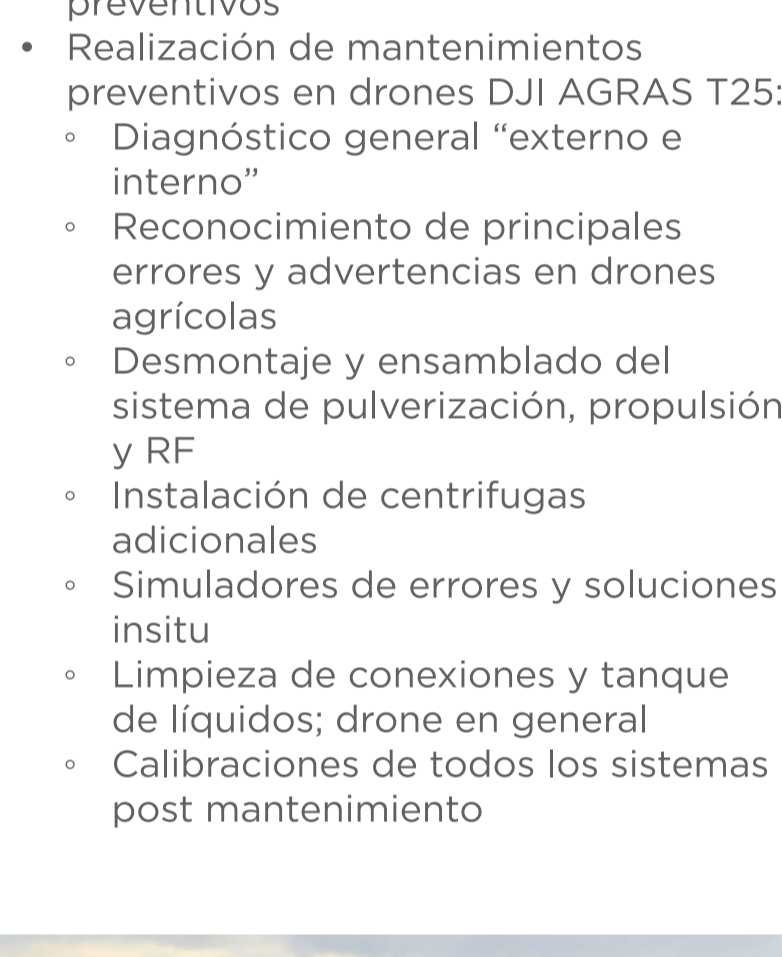 preventivos
• Realización de mantenimientos
preventivos en drones DJI AGRAS T25:
◦ Diagnóstico general “externo e
interno”
◦ Reconocimiento de principales
errores y advertencias en drones
agrícolas
◦ Desmontaje y ensamblado del
sistema de pulverización, propulsión
y RF
◦ Instalación de centrifugas
adicionales
◦ Simuladores de errores y soluciones
insitu
◦ Limpieza de conexiones y tanque
de líquidos; drone en general
◦ Calibraciones de todos los sistemas
post mantenimiento